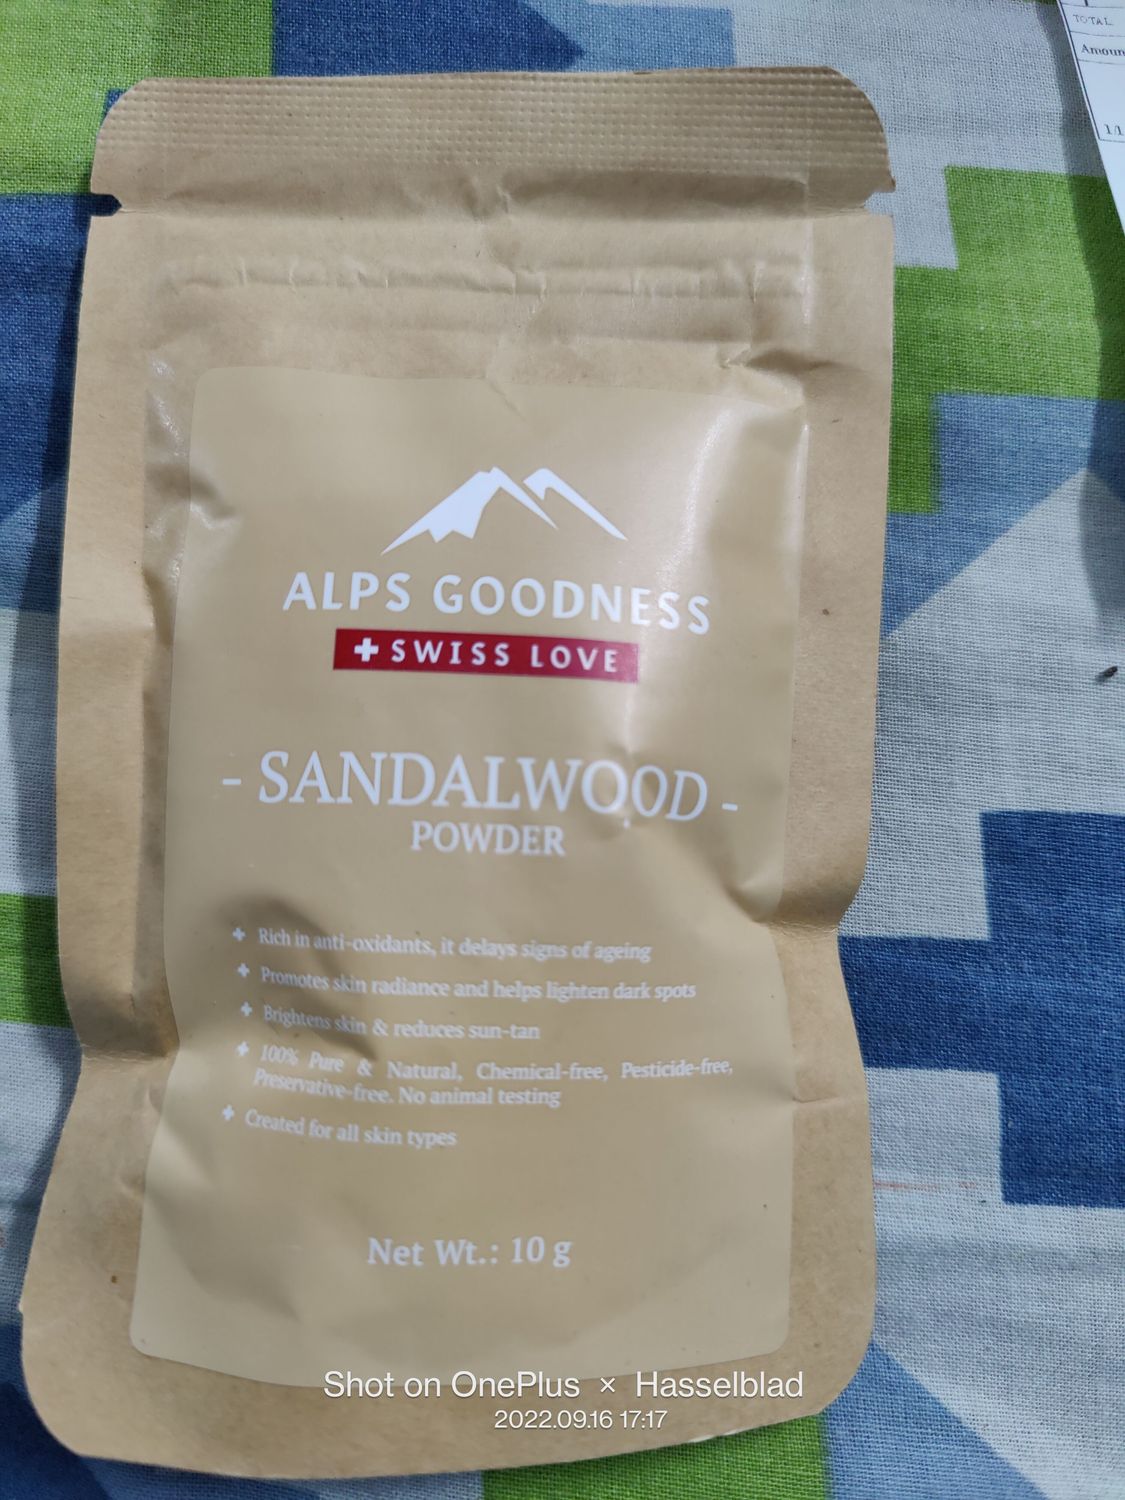 TOTAL
ALPS GOODNESS
+ SWISS LOVE
- SANDALWOOD -
POWDER
+ Rich in anti-oxidants, it delays signs of ageing
+ Promotes skin radiance and helps lighten dark spots
+ Brightens skin & reduces sun-tan
+ 100% Pure & Natural, Chemical-free, Pesticide-free,
Preservative-free. No animal testing
+ Created for all skin types
Net Wt.: 10 g
Shot on OnePlus × Hasselblad
2022.09.16 17:17